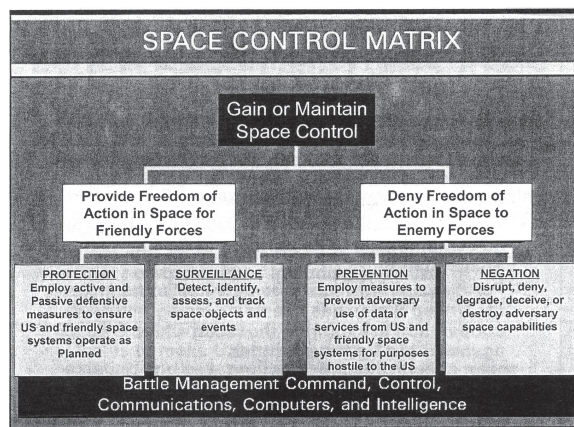 SPACE CONTROL MATRIX
Gain or Maintain
Space Control
Provide Freedom of
Action in Space for
Friendly Forces
Deny Freedom of
Action in Space to
Enemy Forces
PROTECTION
Employ active and
Passive defensive
measures to ensure
US and friendly space
systems operate as
Planned
SURVEILLANCE
Detect, identify,
assess, and track
space objects and
events
PREVENTION
Employ measures to
prevent adversary
use of data or
services from US and
friendly space
systems for purposes
hostile to the US
NEGATION
Disrupt, deny,
degrade, deceive, or
destroy adversary
space capabilities
Battle Management Command, Control,
Communications, Computers, and Intelligence